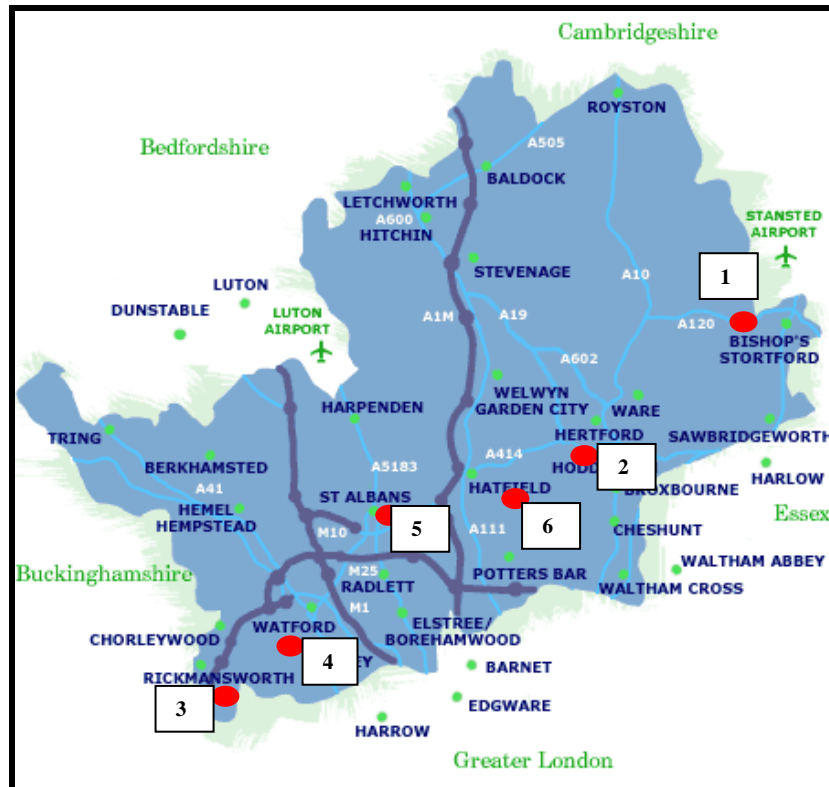 Cambridgeshire
ROYSTON
A505
Bedfordshire
BALDOCK
LETCHWORTH
A600
HITCHIN
STANSTED
AIRPORT
STEVENAGE
1
A10
LUTON
DUNSTABLE
LUTON
AIRPORT
A1M
A19
A120
BISHOP'S
STORTFORD
A602
WELWYN
GARDEN CITY
WARE
HARPENDEN
HERTFORD
SAWBRIDGEWORTH
TRING
BERKHAMSTED
A5183
A414
2
HATFIELD
HARLOW
A41
ST ALBANS
HEMEL
HEMPSTEAD
5
6
Essex
M10
A111
CHESHUNT
Buckinghamshire
M25
RADLETT
POTTERS BAR
WALTHAM ABBEY
WALTHAM CROSS
M1
CHORLEYWOOD
WATFORD
ELSTREE/
BOREHAMWOOD
4
RICKMANSWORTH
BARNET
3
EDGWARE
HARROW
Greater London